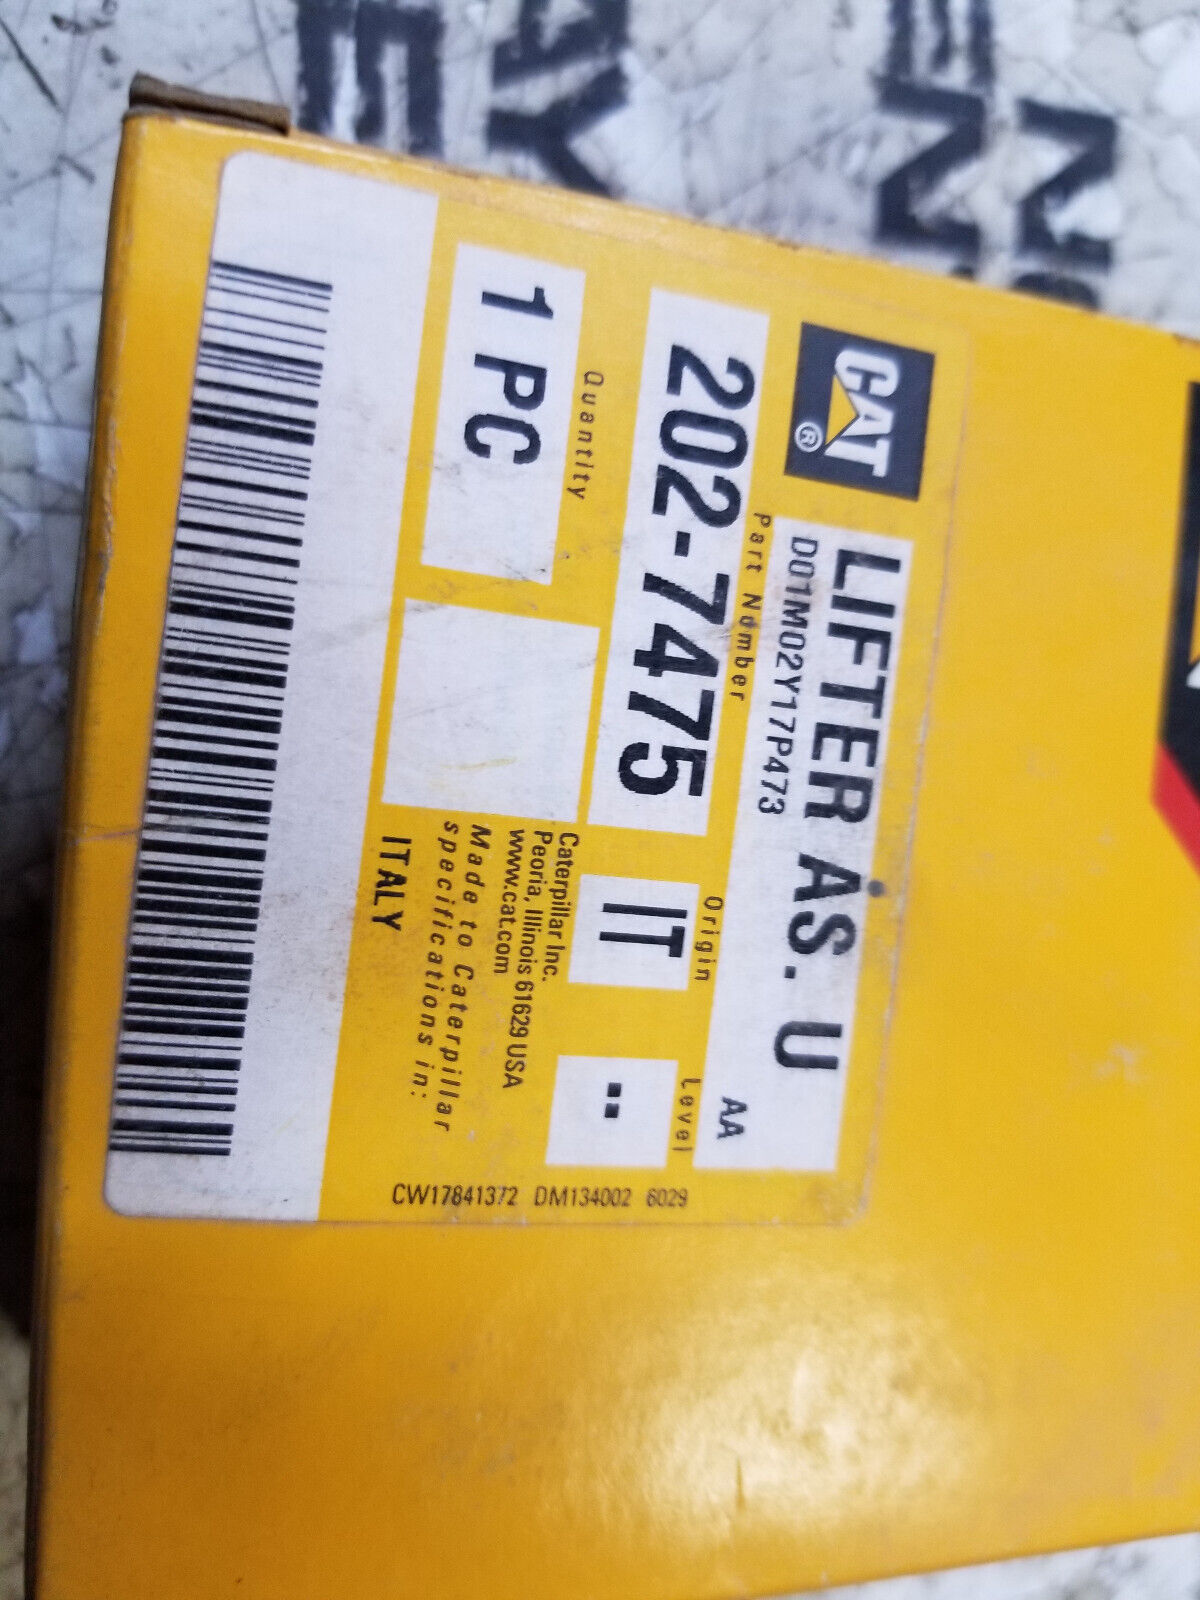 CAT®
LIFTER AS. U
D01M02Y17P473
AA
Part Number
Origin
Level
202-7475
IT
--
Quantity
1 PC
Caterpillar Inc.
Peoria, Illinois 61629 USA
www.cat.com
Made to Caterpillar
specifications in:
ITALY
CW17841372 DM134002 6029